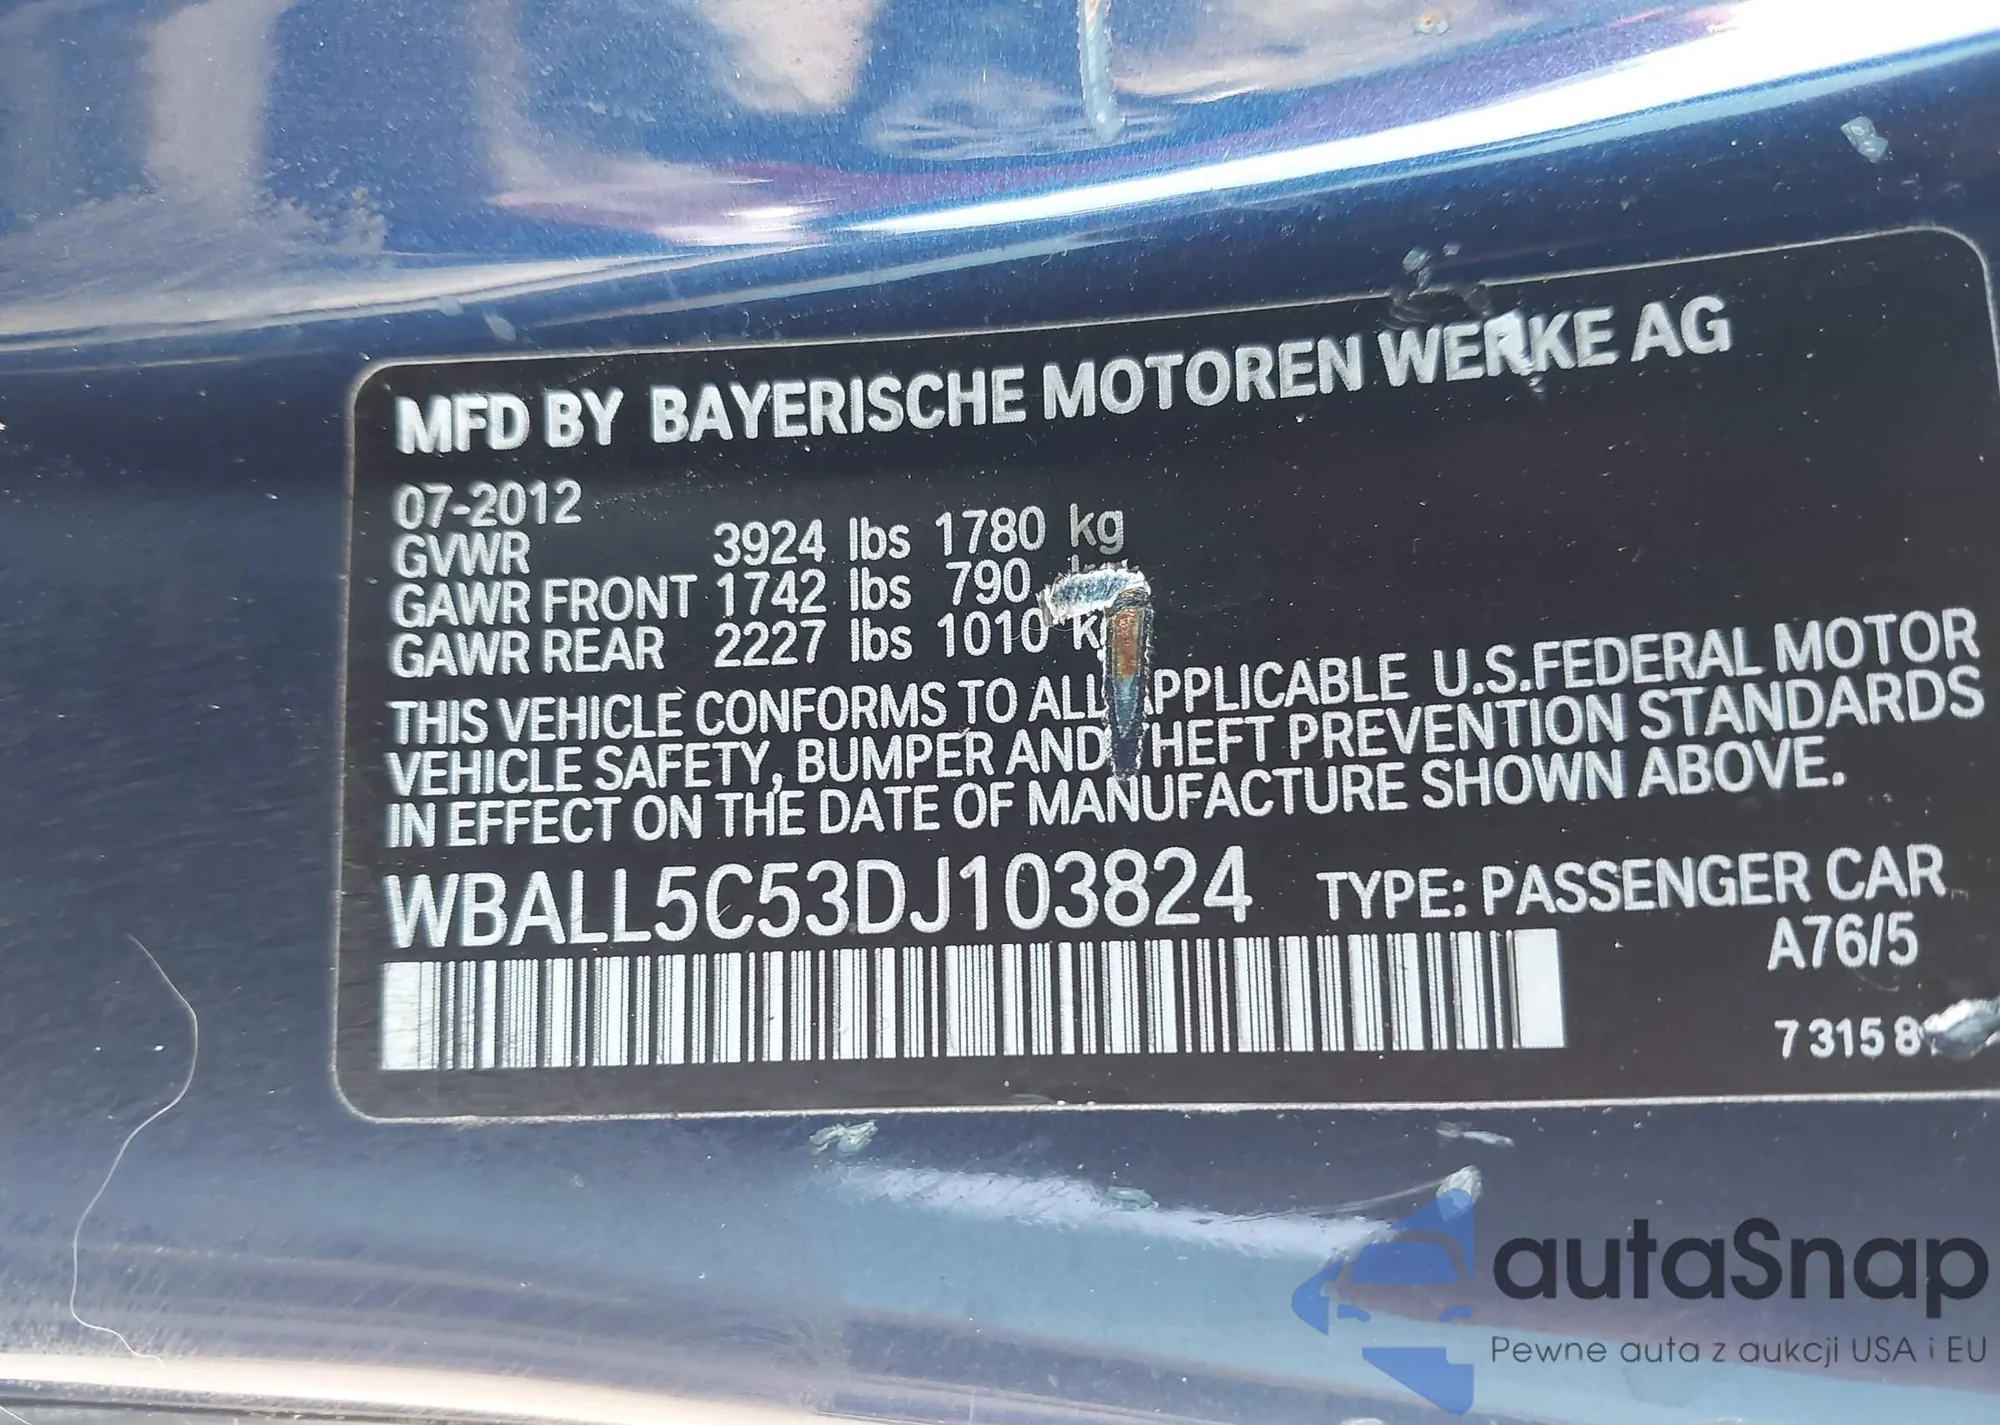 MFD BY BAYERISCHE MOTOREN WERKE AG
07-2012
GVWR 3924 lbs 1780 kg
GAWR FRONT 1742 lbs 790
GAWR REAR 2227 lbs 1010
THIS VEHICLE CONFORMS TO ALL APPLICABLE U.S.FEDERAL MOTOR
VEHICLE SAFETY, BUMPER AND THEFT PREVENTION STANDARDS
IN EFFECT ON THE DATE OF MANUFACTURE SHOWN ABOVE.
WBALL5C53DJ103824 TYPE: PASSENGER CAR
A76/5
7 315 8
autaSnap
Pewne auta z aukcji USA i EU